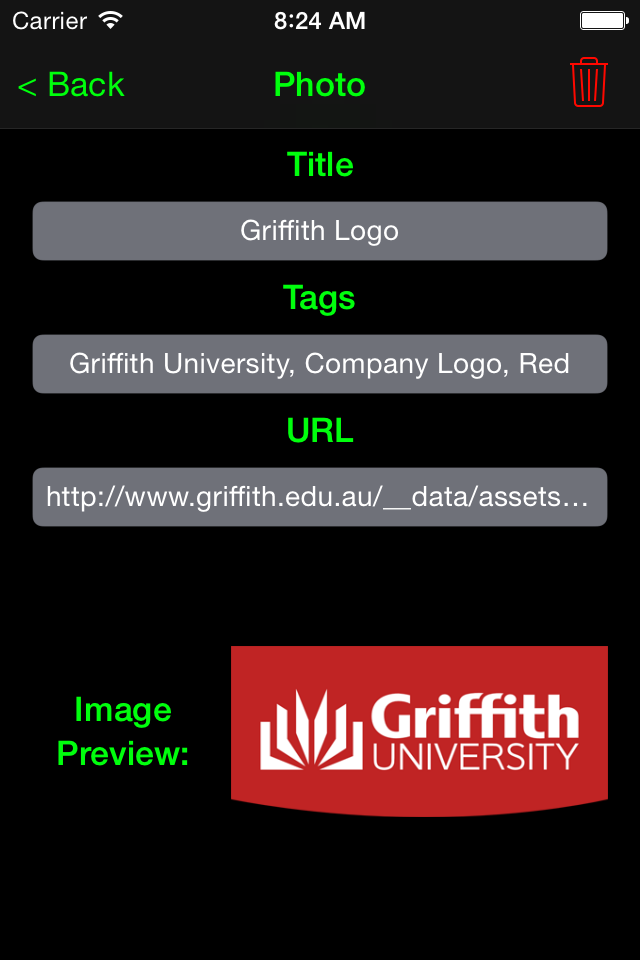 Carrier 8:24 AM
< Back Photo
Title
Griffith Logo
Tags
Griffith University, Company Logo, Red
URL
http://www.griffith.edu.au/__data/assets...
Image
Preview:
Griffith
UNIVERSITY